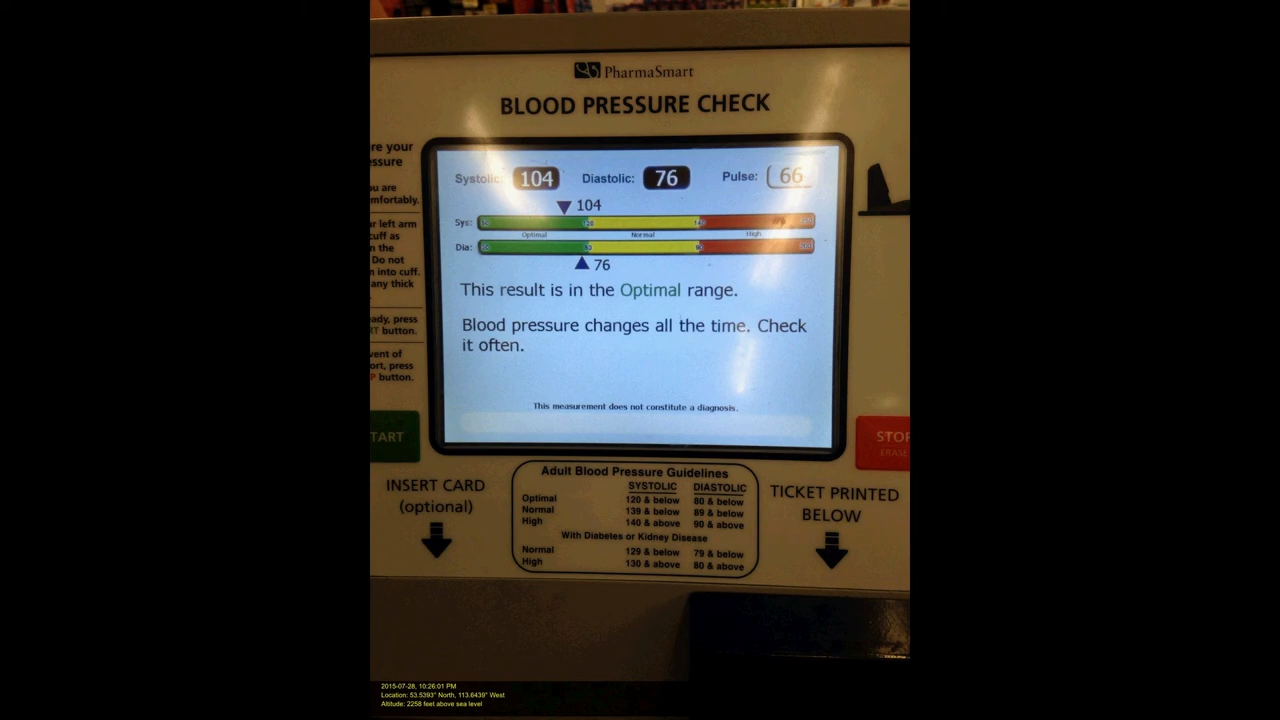 PharmaSmart
BLOOD PRESSURE CHECK
re your
ssure
ou are
mfortably.
r left arm
cuff as
n the
Do not
m into cuff.
any thick
ady, press
RT button.
vent of
ort, press
P button.
Systolic: 104 Diastolic: 76 Pulse: 66
104
Sys: 120 140
Optimal Normal High
Dia: 80
76
This result is in the Optimal range.
Blood pressure changes all the time. Check
it often.
This measurement does not constitute a diagnosis.
TART
STOP
ERASE
INSERT CARD
(optional)
Adult Blood Pressure Guidelines
SYSTOLIC DIASTOLIC
Optimal 120 & below 80 & below
Normal 139 & below 89 & below
High 140 & above 90 & above
With Diabetes or Kidney Disease
Normal 129 & below 79 & below
High 130 & above 80 & above
TICKET PRINTED
BELOW
2015-07-28, 10:26:01 PM
Location: 53.5393° North, 113.6439° West
Altitude: 2258 feet above sea level